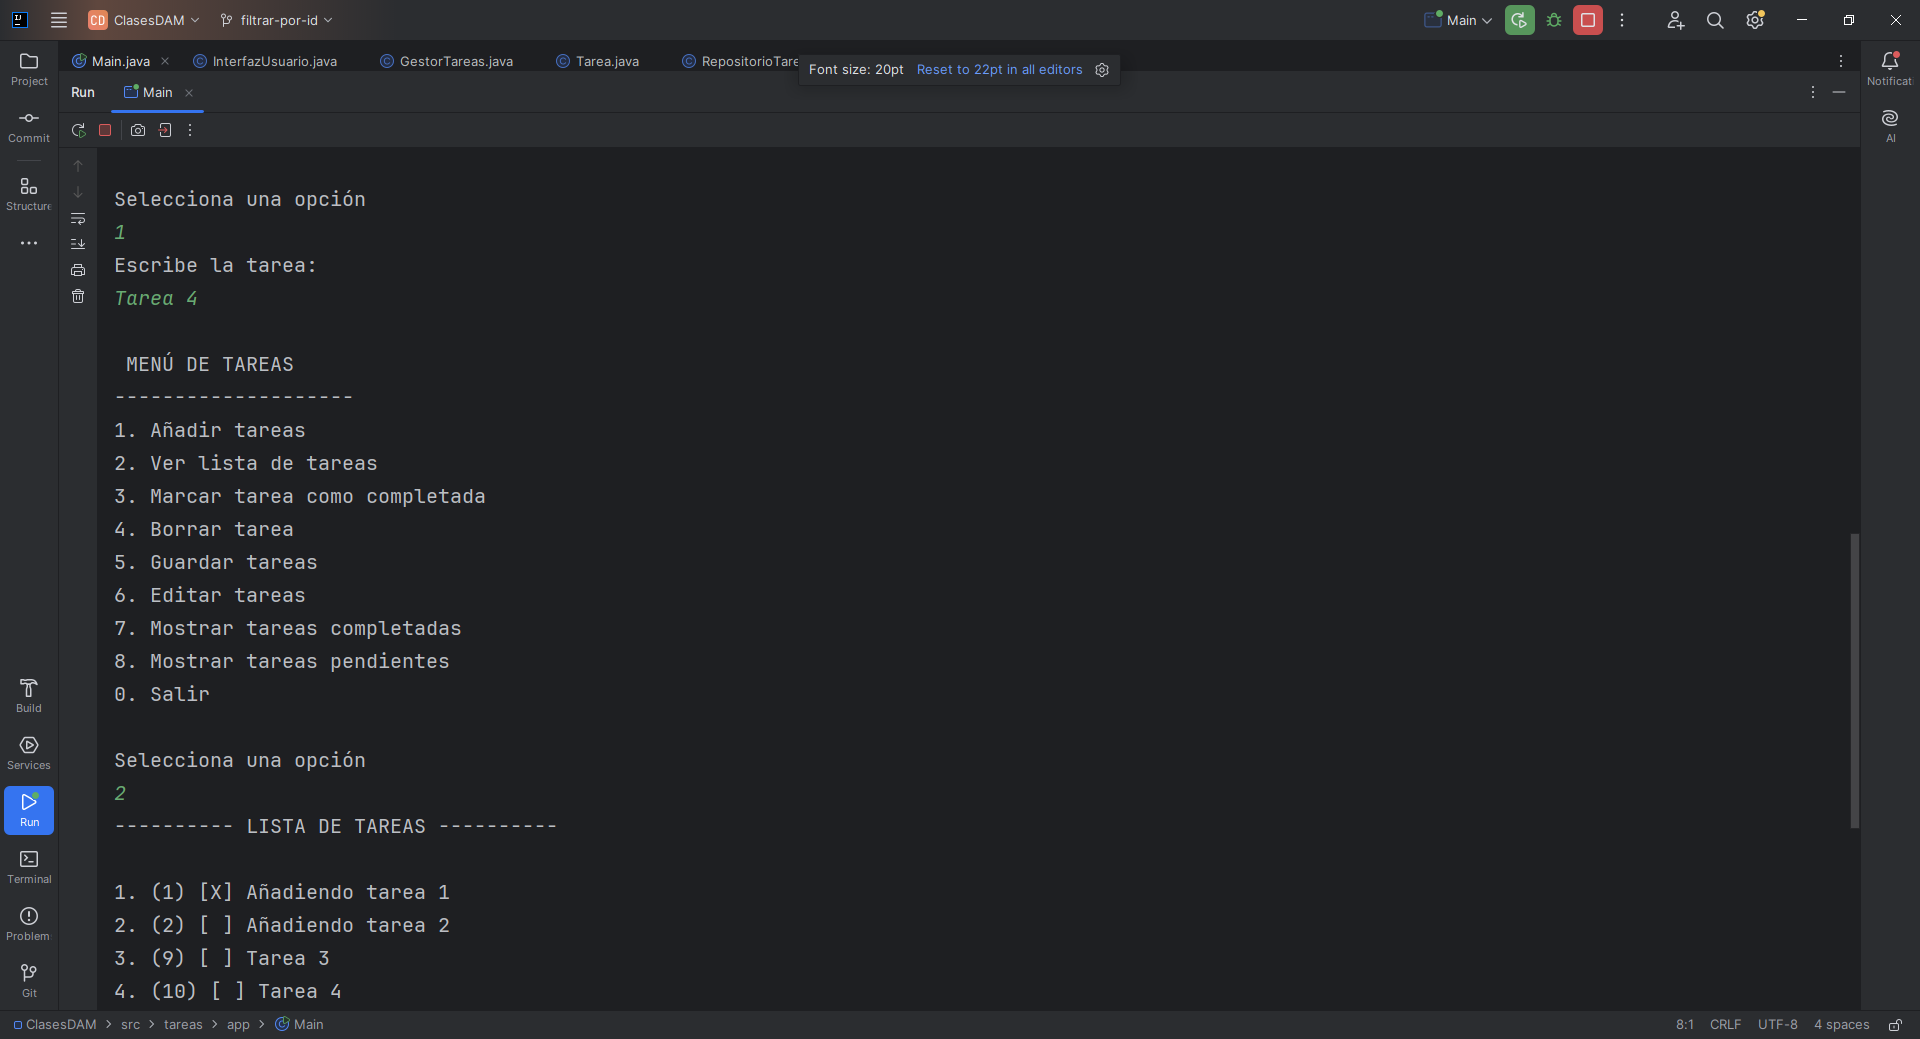 CD ClasesDAM filtrar-por-id Main
Main.java InterfazUsuario.java GestorTareas.java Tarea.java RepositorioTare
Font size: 20pt Reset to 22pt in all editors
Run Main
Project
Commit
Structure
Build
Services
Run
Terminal
Problem
Git
Notificat
AI
Selecciona una opción
1
Escribe la tarea:
Tarea 4
MENÚ DE TAREAS
--------------------
1. Añadir tareas
2. Ver lista de tareas
3. Marcar tarea como completada
4. Borrar tarea
5. Guardar tareas
6. Editar tareas
7. Mostrar tareas completadas
8. Mostrar tareas pendientes
0. Salir
Selecciona una opción
2
---------- LISTA DE TAREAS ----------
1. (1) [X] Añadiendo tarea 1
2. (2) [ ] Añadiendo tarea 2
3. (9) [ ] Tarea 3
4. (10) [ ] Tarea 4
ClasesDAM > src > tareas > app > Main
8:1 CRLF UTF-8 4 spaces